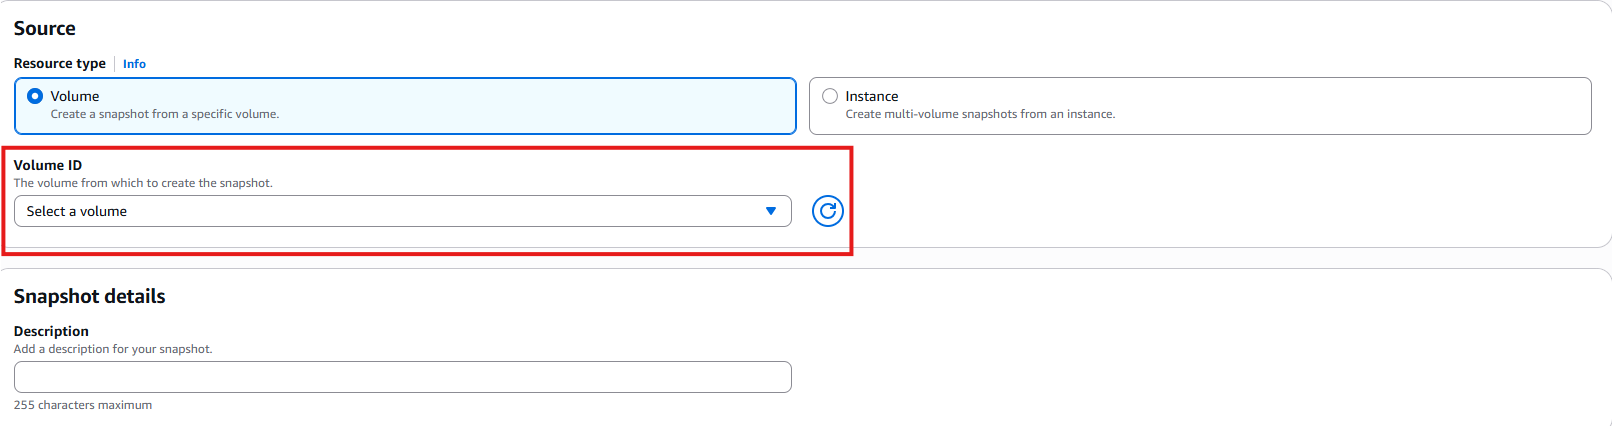 Source
Resource type Info
Volume
Create a snapshot from a specific volume.
Instance
Create multi-volume snapshots from an instance.
Volume ID
The volume from which to create the snapshot.
Select a volume
Snapshot details
Description
Add a description for your snapshot.
255 characters maximum